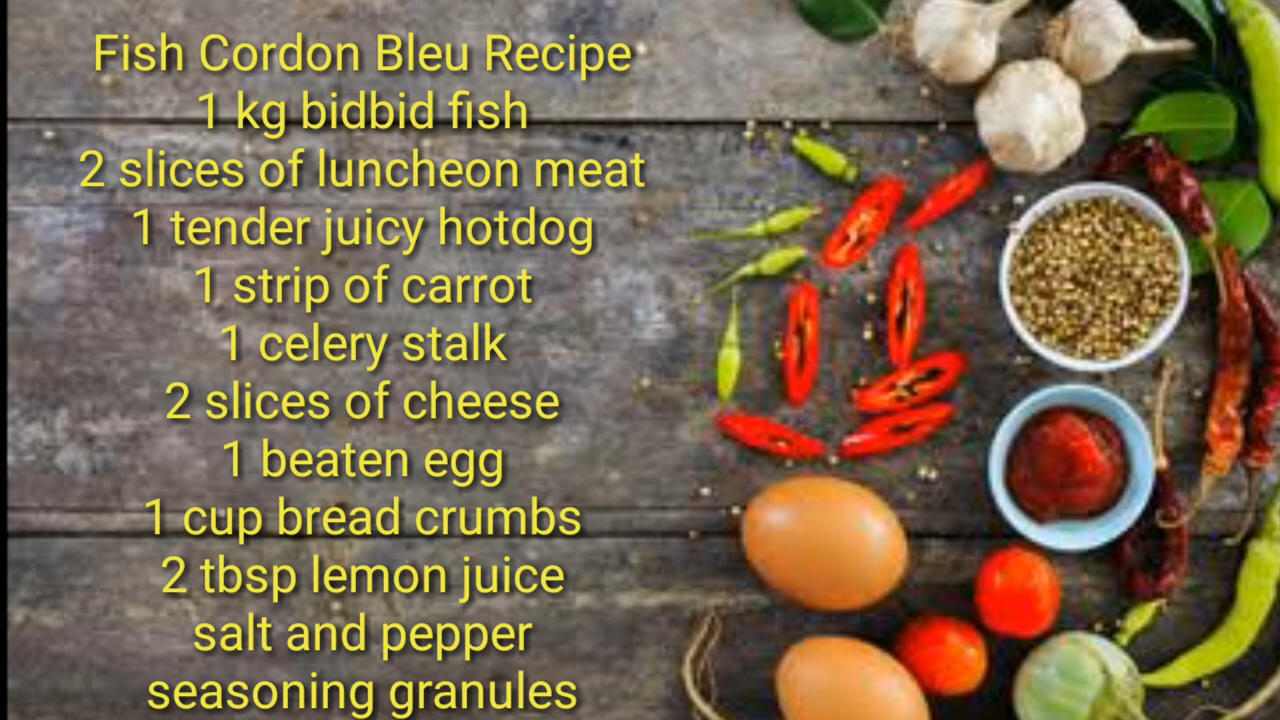 Fish Cordon Bleu Recipe
1 kg bidbid fish
2 slices of luncheon meat
1 tender juicy hotdog
1 strip of carrot
1 celery stalk
2 slices of cheese
1 beaten egg
1 cup bread crumbs
2 tbsp lemon juice
salt and pepper
seasoning granules